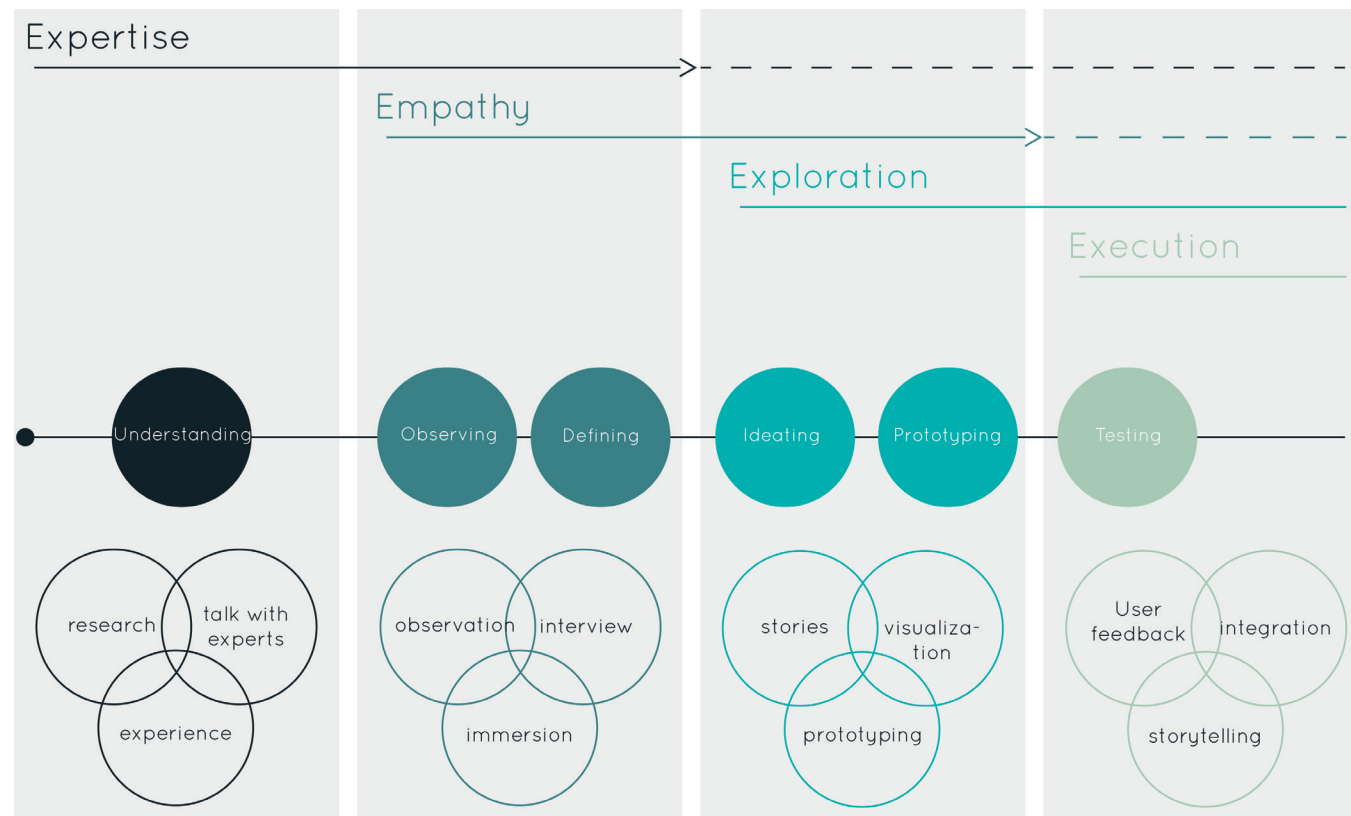 Expertise
Empathy
Exploration
Execution
Understanding
Observing
Defining
Ideating
Prototyping
Testing
research
talk with
experts
experience
observation
interview
immersion
stories
visualiza-
tion
prototyping
User
feedback
integration
storytelling